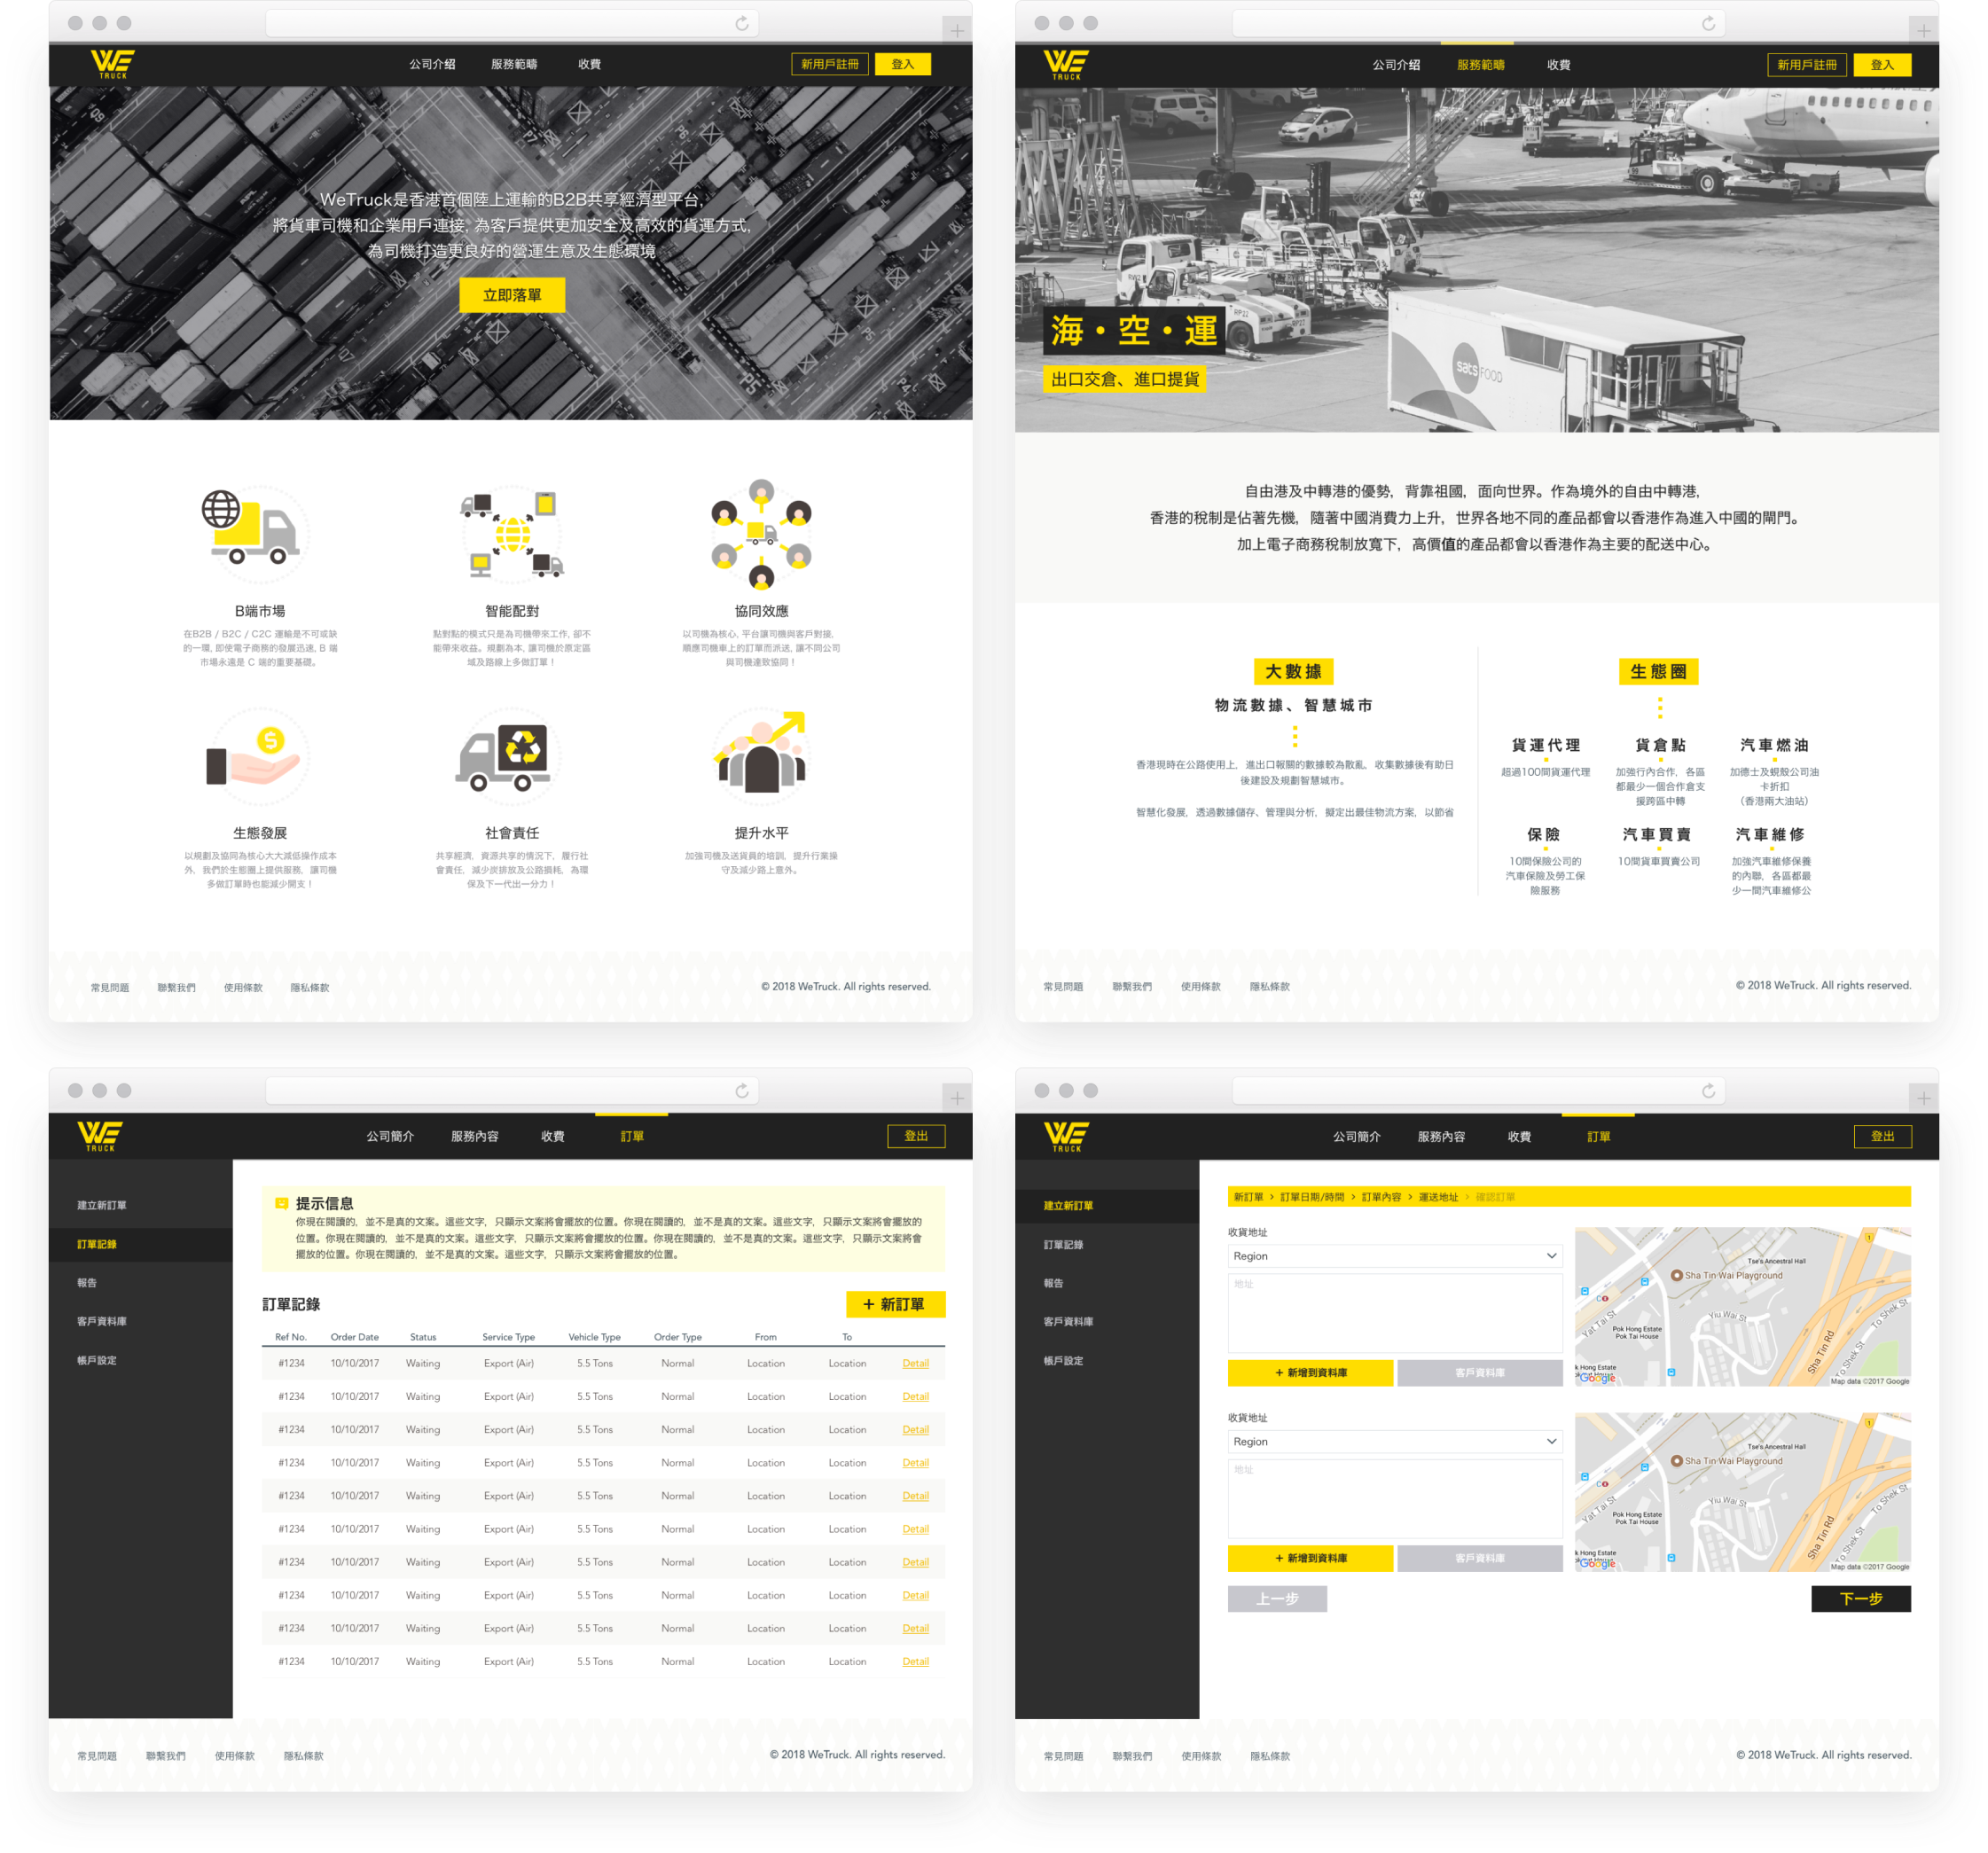 WE
TRUCK
公司介紹
服務範疇
收費
新用戶註冊
登入
WeTruck是香港首個陸上運輸的B2B共享經濟型平台,
將貨車司機和企業用戶連接, 為客戶提供更加安全及高效的貨運方式,
為司機打造更良好的營運生意及生態環境
立即落單
B端市場
在B2B / B2C / C2C 運輸是不可或缺
的一環, 即使電子商務的發展迅速, B 端
市場永遠是 C 端的重要基礎。
智能配對
點對點的模式只是為司機帶來工作, 卻不
能帶來收益。規劃為本, 讓司機於原定區
域及路線上多做訂單！
協同效應
以司機為核心, 平台讓司機與客戶對接,
順應司機車上的訂單而派送, 讓不同公司
與司機達致協同！
生態發展
以規劃及協同為核心大大減低操作成本
外, 我們於生態圈上提供服務, 讓司機
多做訂單時也能減少開支！
社會責任
共享經濟, 資源共享的情況下, 履行社
會責任, 減少炭排放及公路損耗, 為環
保及下一代出一分力！
提升水平
加強司機及送貨員的培訓, 提升行業操
守及減少路上意外。
常見問題
聯繫我們
使用條款
隱私條款
© 2018 WeTruck. All rights reserved.
WE
TRUCK
公司介紹
服務範疇
收費
新用戶註冊
登入
sats FOOD
海・空・運
出口交倉、進口提貨
自由港及中轉港的優勢, 背靠祖國, 面向世界。作為境外的自由中轉港,
香港的稅制是佔著先機, 隨著中國消費力上升, 世界各地不同的產品都會以香港作為進入中國的閘門。
加上電子商務稅制放寬下, 高價值的產品都會以香港作為主要的配送中心。
大數據
物流數據、智慧城市
香港現時在公路使用上, 進出口報關的數據較為散亂, 收集數據後有助日
後建設及規劃智慧城市。
智慧化發展, 透過數據儲存、管理與分析, 擬定出最佳物流方案, 以節省
生態圈
貨運代理
超過100間貨運代理
貨倉點
加強行內合作, 各區
都最少一個合作倉支
援跨區中轉
汽車燃油
加德士及蜆殼公司油
卡折扣
（香港兩大油站）
保險
10間保險公司的
汽車保險及勞工保
險服務
汽車買賣
10間貨車買賣公司
汽車維修
加強汽車維修保養
的內聯, 各區都最
少一間汽車維修公
常見問題
聯繫我們
使用條款
隱私條款
© 2018 WeTruck. All rights reserved.
WE
TRUCK
公司簡介
服務內容
收費
訂單
登出
建立新訂單
訂單記錄
報告
客戶資料庫
帳戶設定
提示信息
你現在閱讀的, 並不是真的文案。這些文字, 只顯示文案將會擺放的位置。你現在閱讀的, 並不是真的文案。這些文字, 只顯示文案將會擺放的
位置。你現在閱讀的, 並不是真的文案。這些文字, 只顯示文案將會擺放的位置。你現在閱讀的, 並不是真的文案。這些文字, 只顯示文案將會
擺放的位置。你現在閱讀的, 並不是真的文案。這些文字, 只顯示文案將會擺放的位置。
訂單記錄
+ 新訂單
Ref No. Order Date Status Service Type Vehicle Type Order Type From To
#1234 10/10/2017 Waiting Export (Air) 5.5 Tons Normal Location Location Detail
#1234 10/10/2017 Waiting Export (Air) 5.5 Tons Normal Location Location Detail
#1234 10/10/2017 Waiting Export (Air) 5.5 Tons Normal Location Location Detail
#1234 10/10/2017 Waiting Export (Air) 5.5 Tons Normal Location Location Detail
#1234 10/10/2017 Waiting Export (Air) 5.5 Tons Normal Location Location Detail
#1234 10/10/2017 Waiting Export (Air) 5.5 Tons Normal Location Location Detail
#1234 10/10/2017 Waiting Export (Air) 5.5 Tons Normal Location Location Detail
#1234 10/10/2017 Waiting Export (Air) 5.5 Tons Normal Location Location Detail
#1234 10/10/2017 Waiting Export (Air) 5.5 Tons Normal Location Location Detail
#1234 10/10/2017 Waiting Export (Air) 5.5 Tons Normal Location Location Detail
常見問題
聯繫我們
使用條款
隱私條款
© 2018 WeTruck. All rights reserved.
WE
TRUCK
公司簡介
服務內容
收費
訂單
登出
建立新訂單
訂單記錄
報告
客戶資料庫
帳戶設定
新訂單 > 訂單日期/時間 > 訂單內容 > 運送地址 > 確認訂單
收貨地址
Region
地址
+ 新增到資料庫
客戶資料庫
Tse's Ancestral Hall
Sha Tin Wai Playground
Yiu Wai St
Yat Tai St
Pok Hong Estate
Pok Tai House
Sha Tin Rd
To Shek St
To Shek St
k Hong Estate
Google
Map data ©2017 Google
收貨地址
Region
地址
+ 新增到資料庫
客戶資料庫
Tse's Ancestral Hall
Sha Tin Wai Playground
Yiu Wai St
Yat Tai St
Pok Hong Estate
Pok Tai House
Sha Tin Rd
To Shek St
To Shek St
k Hong Estate
Google
Map data ©2017 Google
上一步
下一步
常見問題
聯繫我們
使用條款
隱私條款
© 2018 WeTruck. All rights reserved.